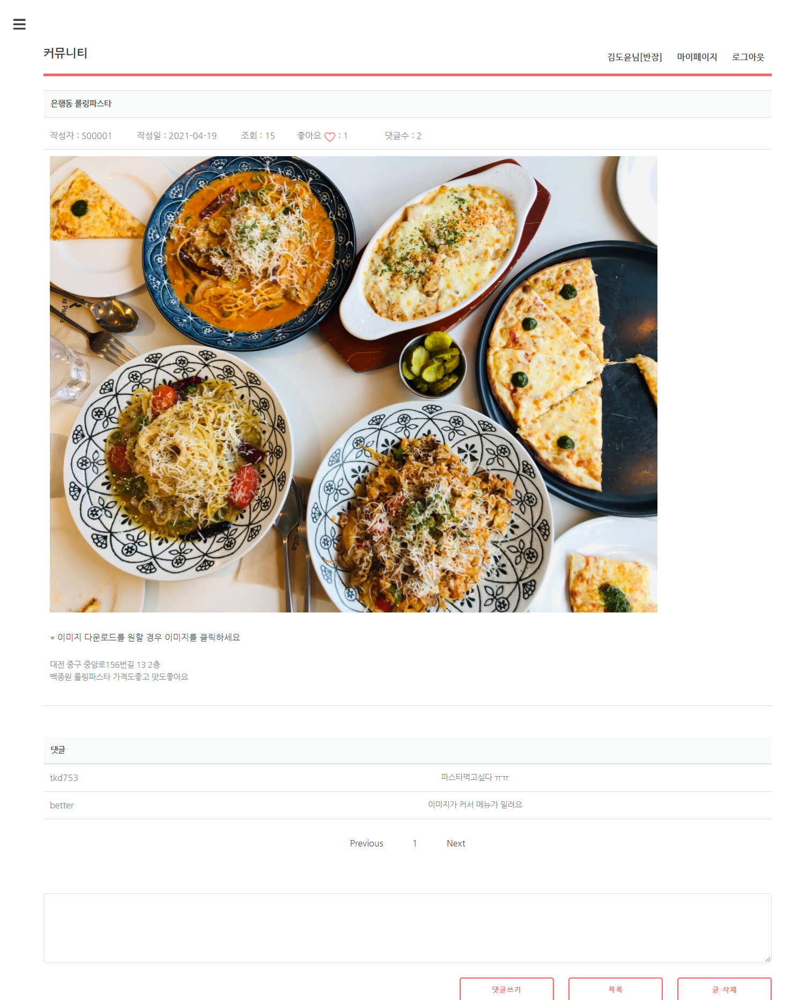 커뮤니티
김도윤님[반장] 마이페이지 로그아웃
은행동 롤링파스타
작성자 : S00001 작성일 : 2021-04-19 조회 : 15 좋아요 : 1 댓글수 : 2
* 이미지 다운로드를 원할 경우 이미지를 클릭하세요
대전 중구 중앙로156번길 13 2층
백종원 롤링파스타 가격도좋고 맛도좋아요
댓글
tkd753 파스타먹고싶다 ㅠㅠ
better 이미지가 커서 메뉴가 밀려요
Previous 1 Next
댓글쓰기 목록 글 삭제